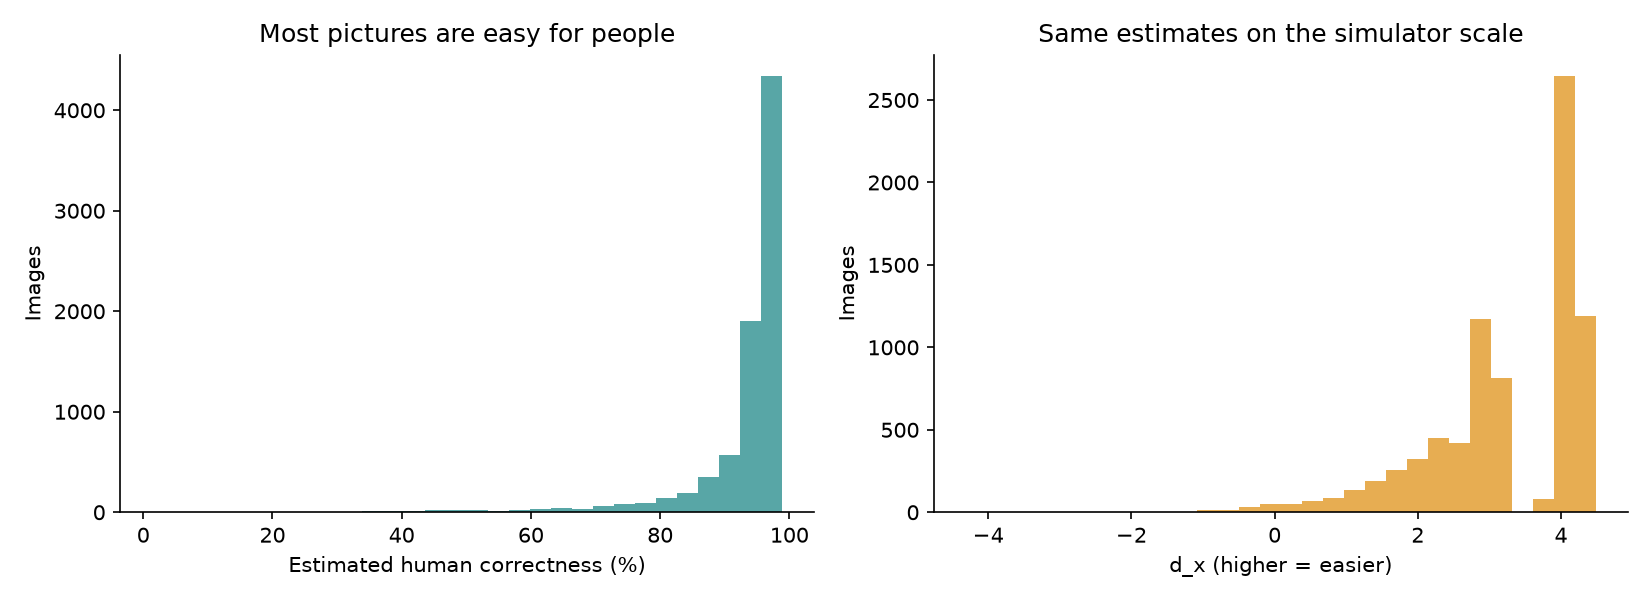 Most pictures are easy for people
4000
3000
2000
1000
0
Images
0 20 40 60 80 100
Estimated human correctness (%)
Same estimates on the simulator scale
2500
2000
1500
1000
500
0
Images
−4 −2 0 2 4
d_x (higher = easier)